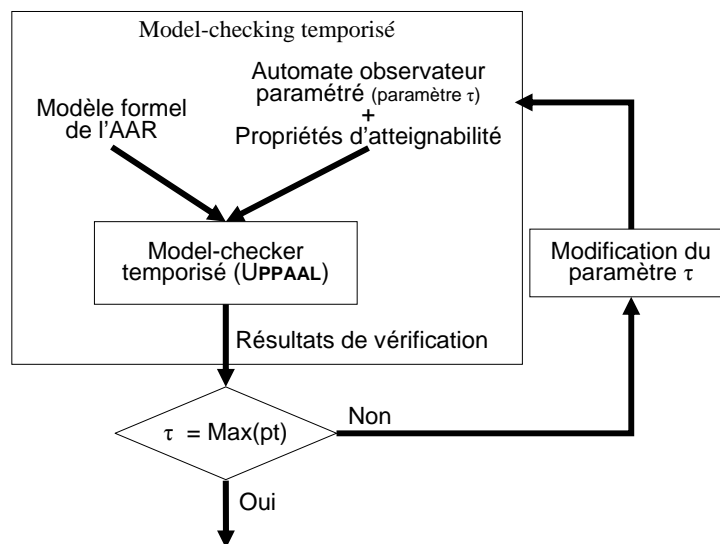 Model-checking temporisé
Automate observateur
paramétré (paramètre τ)
+
Propriétés d'atteignabilité
Modèle formel
de l'AAR
Model-checker
temporisé (UPPAAL)
Modification du
paramètre τ
Résultats de vérification
τ = Max(pt)
Non
Oui